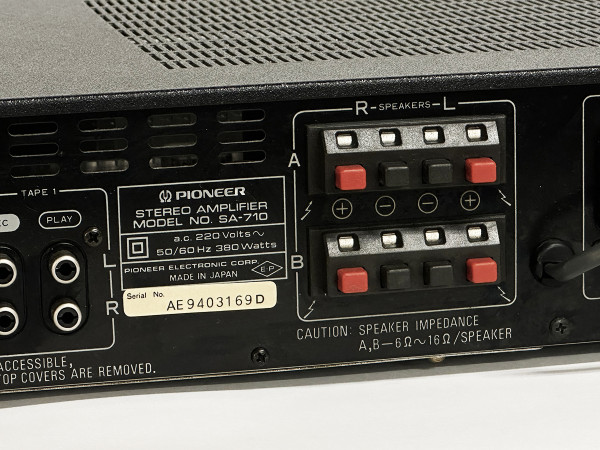 R-SPEAKERS-L
A
TAPE 1
PLAY
PIONEER
STEREO AMPLIFIER
MODEL NO. SA-710
a.c. 220 Volts~
50/60 Hz 380 Watts
PIONEER ELECTRONIC CORP.
MADE IN JAPAN
E-P
Serial No.
AE9403169D
L
R
B
CAUTION: SPEAKER IMPEDANCE
A,B—6Ω~16Ω/SPEAKER
ACCESSIBLE,
TOP COVERS ARE REMOVED.